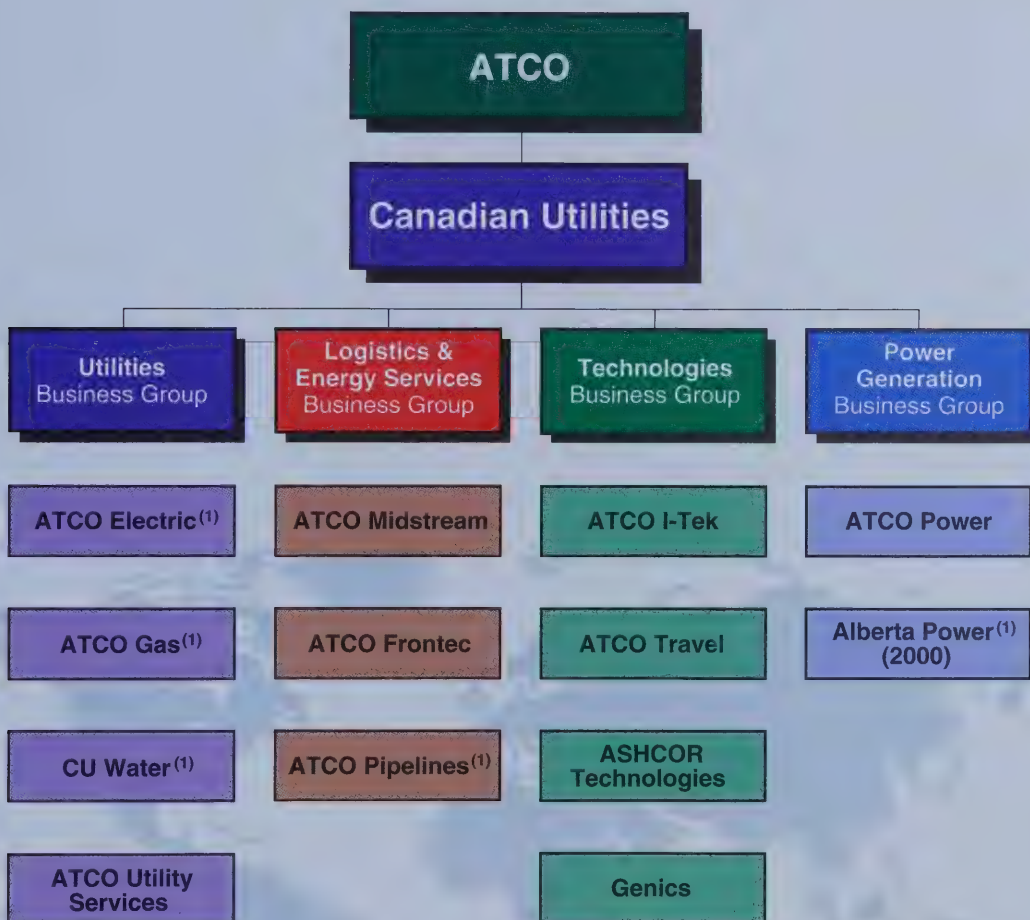 ATCO
Canadian Utilities
Utilities
Business Group
Logistics &
Energy Services
Business Group
Technologies
Business Group
Power
Generation
Business Group
ATCO Electric(1)
ATCO Midstream
ATCO I-Tek
ATCO Power
ATCO Gas(1)
ATCO Frontec
ATCO Travel
Alberta Power(1)
(2000)
CU Water(1)
ATCO Pipelines(1)
ASHCOR
Technologies
ATCO Utility
Services
Genics